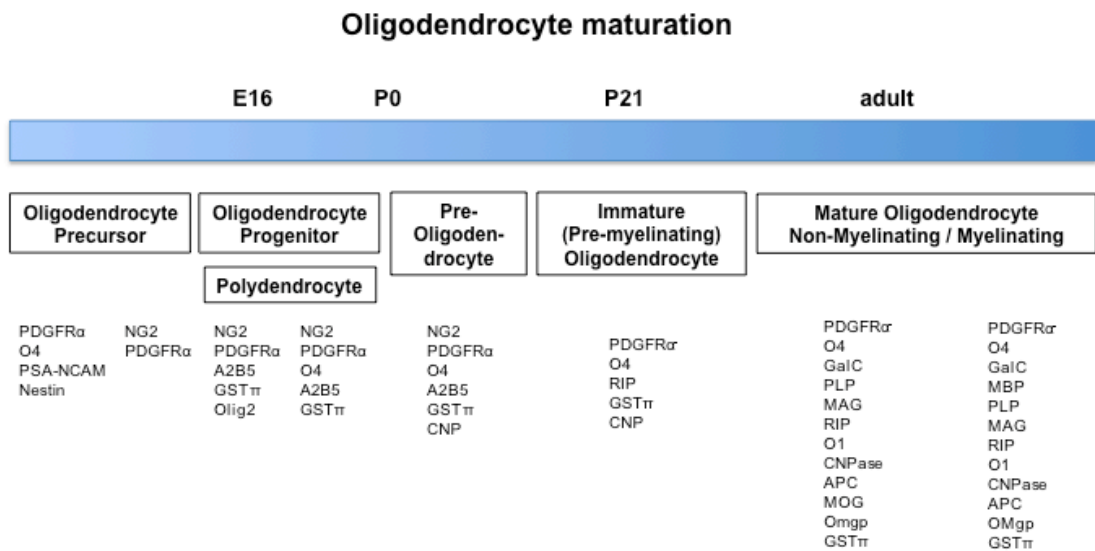 Oligodendrocyte maturation
E16 P0 P21 adult
Oligodendrocyte
Precursor
Oligodendrocyte
Progenitor
Polydendrocyte
Pre-
Oligoden-
drocyte
Immature
(Pre-myelinating)
Oligodendrocyte
Mature Oligodendrocyte
Non-Myelinating / Myelinating
PDGFRα
O4
PSA-NCAM
Nestin
NG2
PDGFRα
NG2
PDGFRα
A2B5
GSTπ
Olig2
NG2
PDGFRα
O4
A2B5
GSTπ
NG2
PDGFRα
O4
A2B5
GSTπ
CNP
PDGFRα
O4
RIP
GSTπ
CNP
PDGFRα
O4
GalC
PLP
MAG
RIP
O1
CNPase
APC
MOG
Omgp
GSTπ
PDGFRα
O4
GalC
MBP
PLP
MAG
RIP
O1
CNPase
APC
OMgp
GSTπ